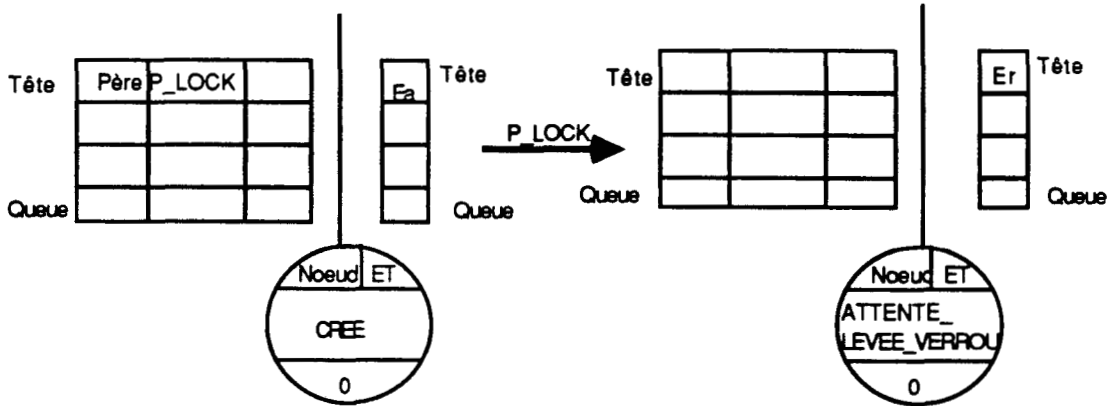 Tête Père P_LOCK Ea Tête
Queue Queue
Noeud ET
CREE
0
P_LOCK
Tête Er Tête
Queue Queue
Noeud ET
ATTENTE_
LEVEE_VERROU
0